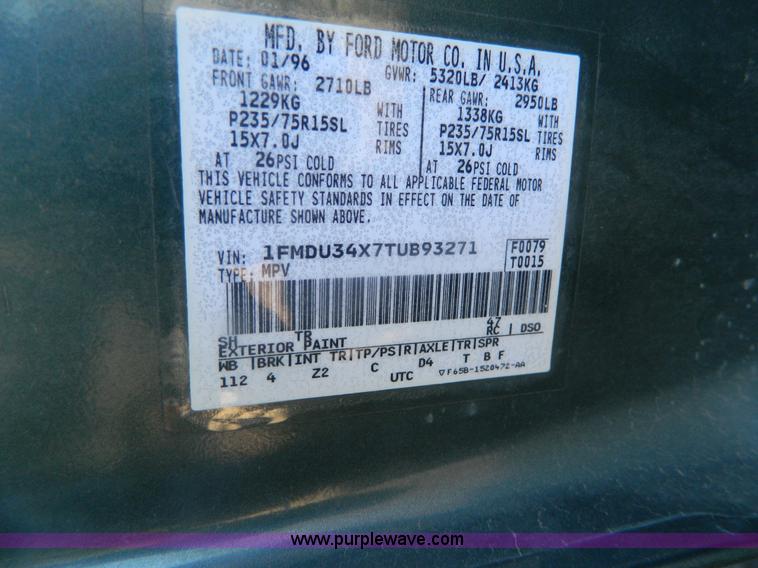 MFD. BY FORD MOTOR CO. IN U.S.A.
DATE: 01/96 GVWR: 5320LB/ 2413KG
FRONT GAWR: 2710LB REAR GAWR: 2950LB
1229KG WITH 1338KG WITH
P235/75R15SL TIRES P235/75R15SL TIRES
15X7.0J RIMS 15X7.0J RIMS
AT 26PSI COLD AT 26PSI COLD
THIS VEHICLE CONFORMS TO ALL APPLICABLE FEDERAL MOTOR
VEHICLE SAFETY STANDARDS IN EFFECT ON THE DATE OF
MANUFACTURE SHOWN ABOVE.
VIN: 1FMDU34X7TUB93271 F0079
TYPE: MPV T0015
SH TR 47
EXTERIOR PAINT RC | DSO
WB |BRK|INT TR|TP/PS|R|AXLE|TR|SPR
112 4 Z2 C D4 T B F
UTC ▽F65B-1520472-AA
www.purplewave.com